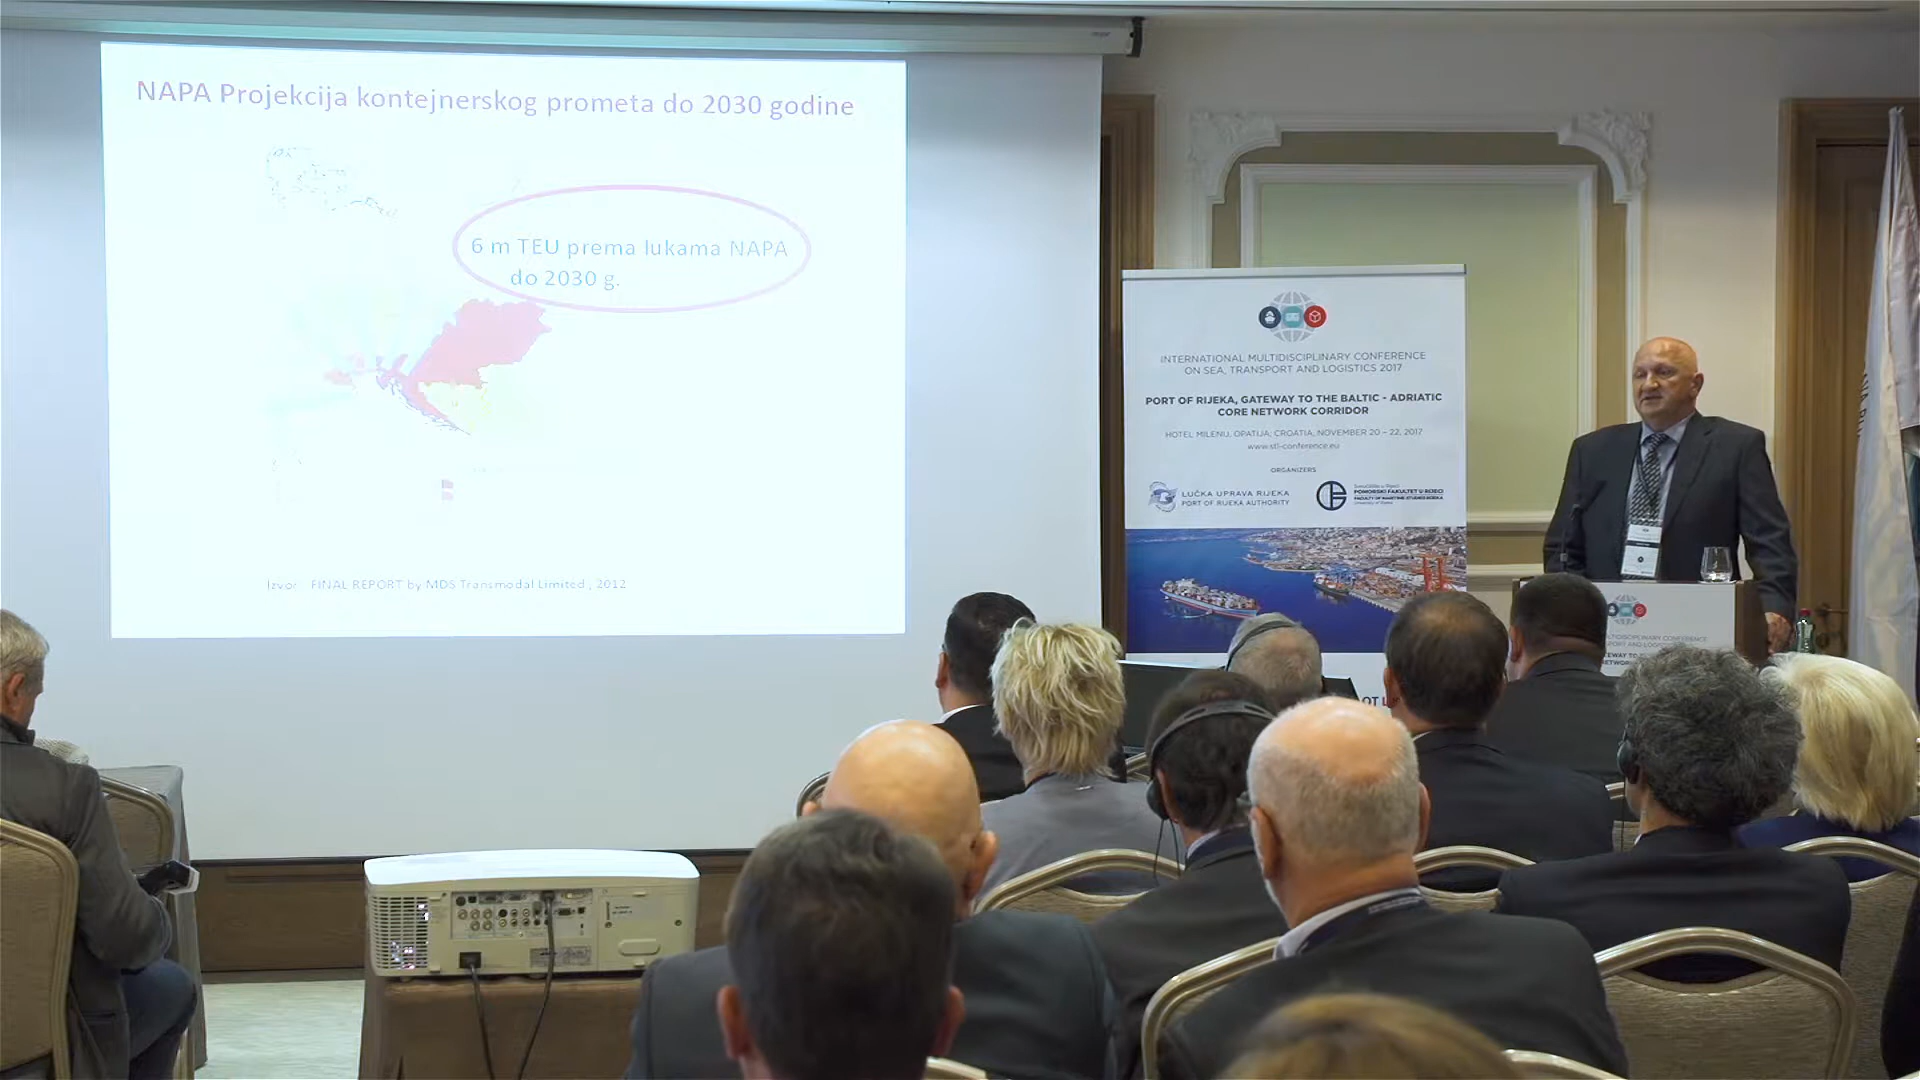 NAPA Projekcija kontejnerskog prometa do 2030 godine
6 m TEU prema lukama NAPA
do 2030 g.
Izvor: FINAL REPORT by MDS Transmodal Limited, 2012
INTERNATIONAL MULTIDISCIPLINARY CONFERENCE
ON SEA, TRANSPORT AND LOGISTICS 2017
PORT OF RIJEKA, GATEWAY TO THE BALTIC - ADRIATIC
CORE NETWORK CORRIDOR
HOTEL MILENIJ, OPATIJA, CROATIA, NOVEMBER 20 – 22, 2017
www.stl-conference.eu
ORGANIZERS
LUČKA UPRAVA RIJEKA
PORT OF RIJEKA AUTHORITY
POMORSKI FAKULTET U RIJECI
FACULTY OF MARITIME STUDIES RIJEKA